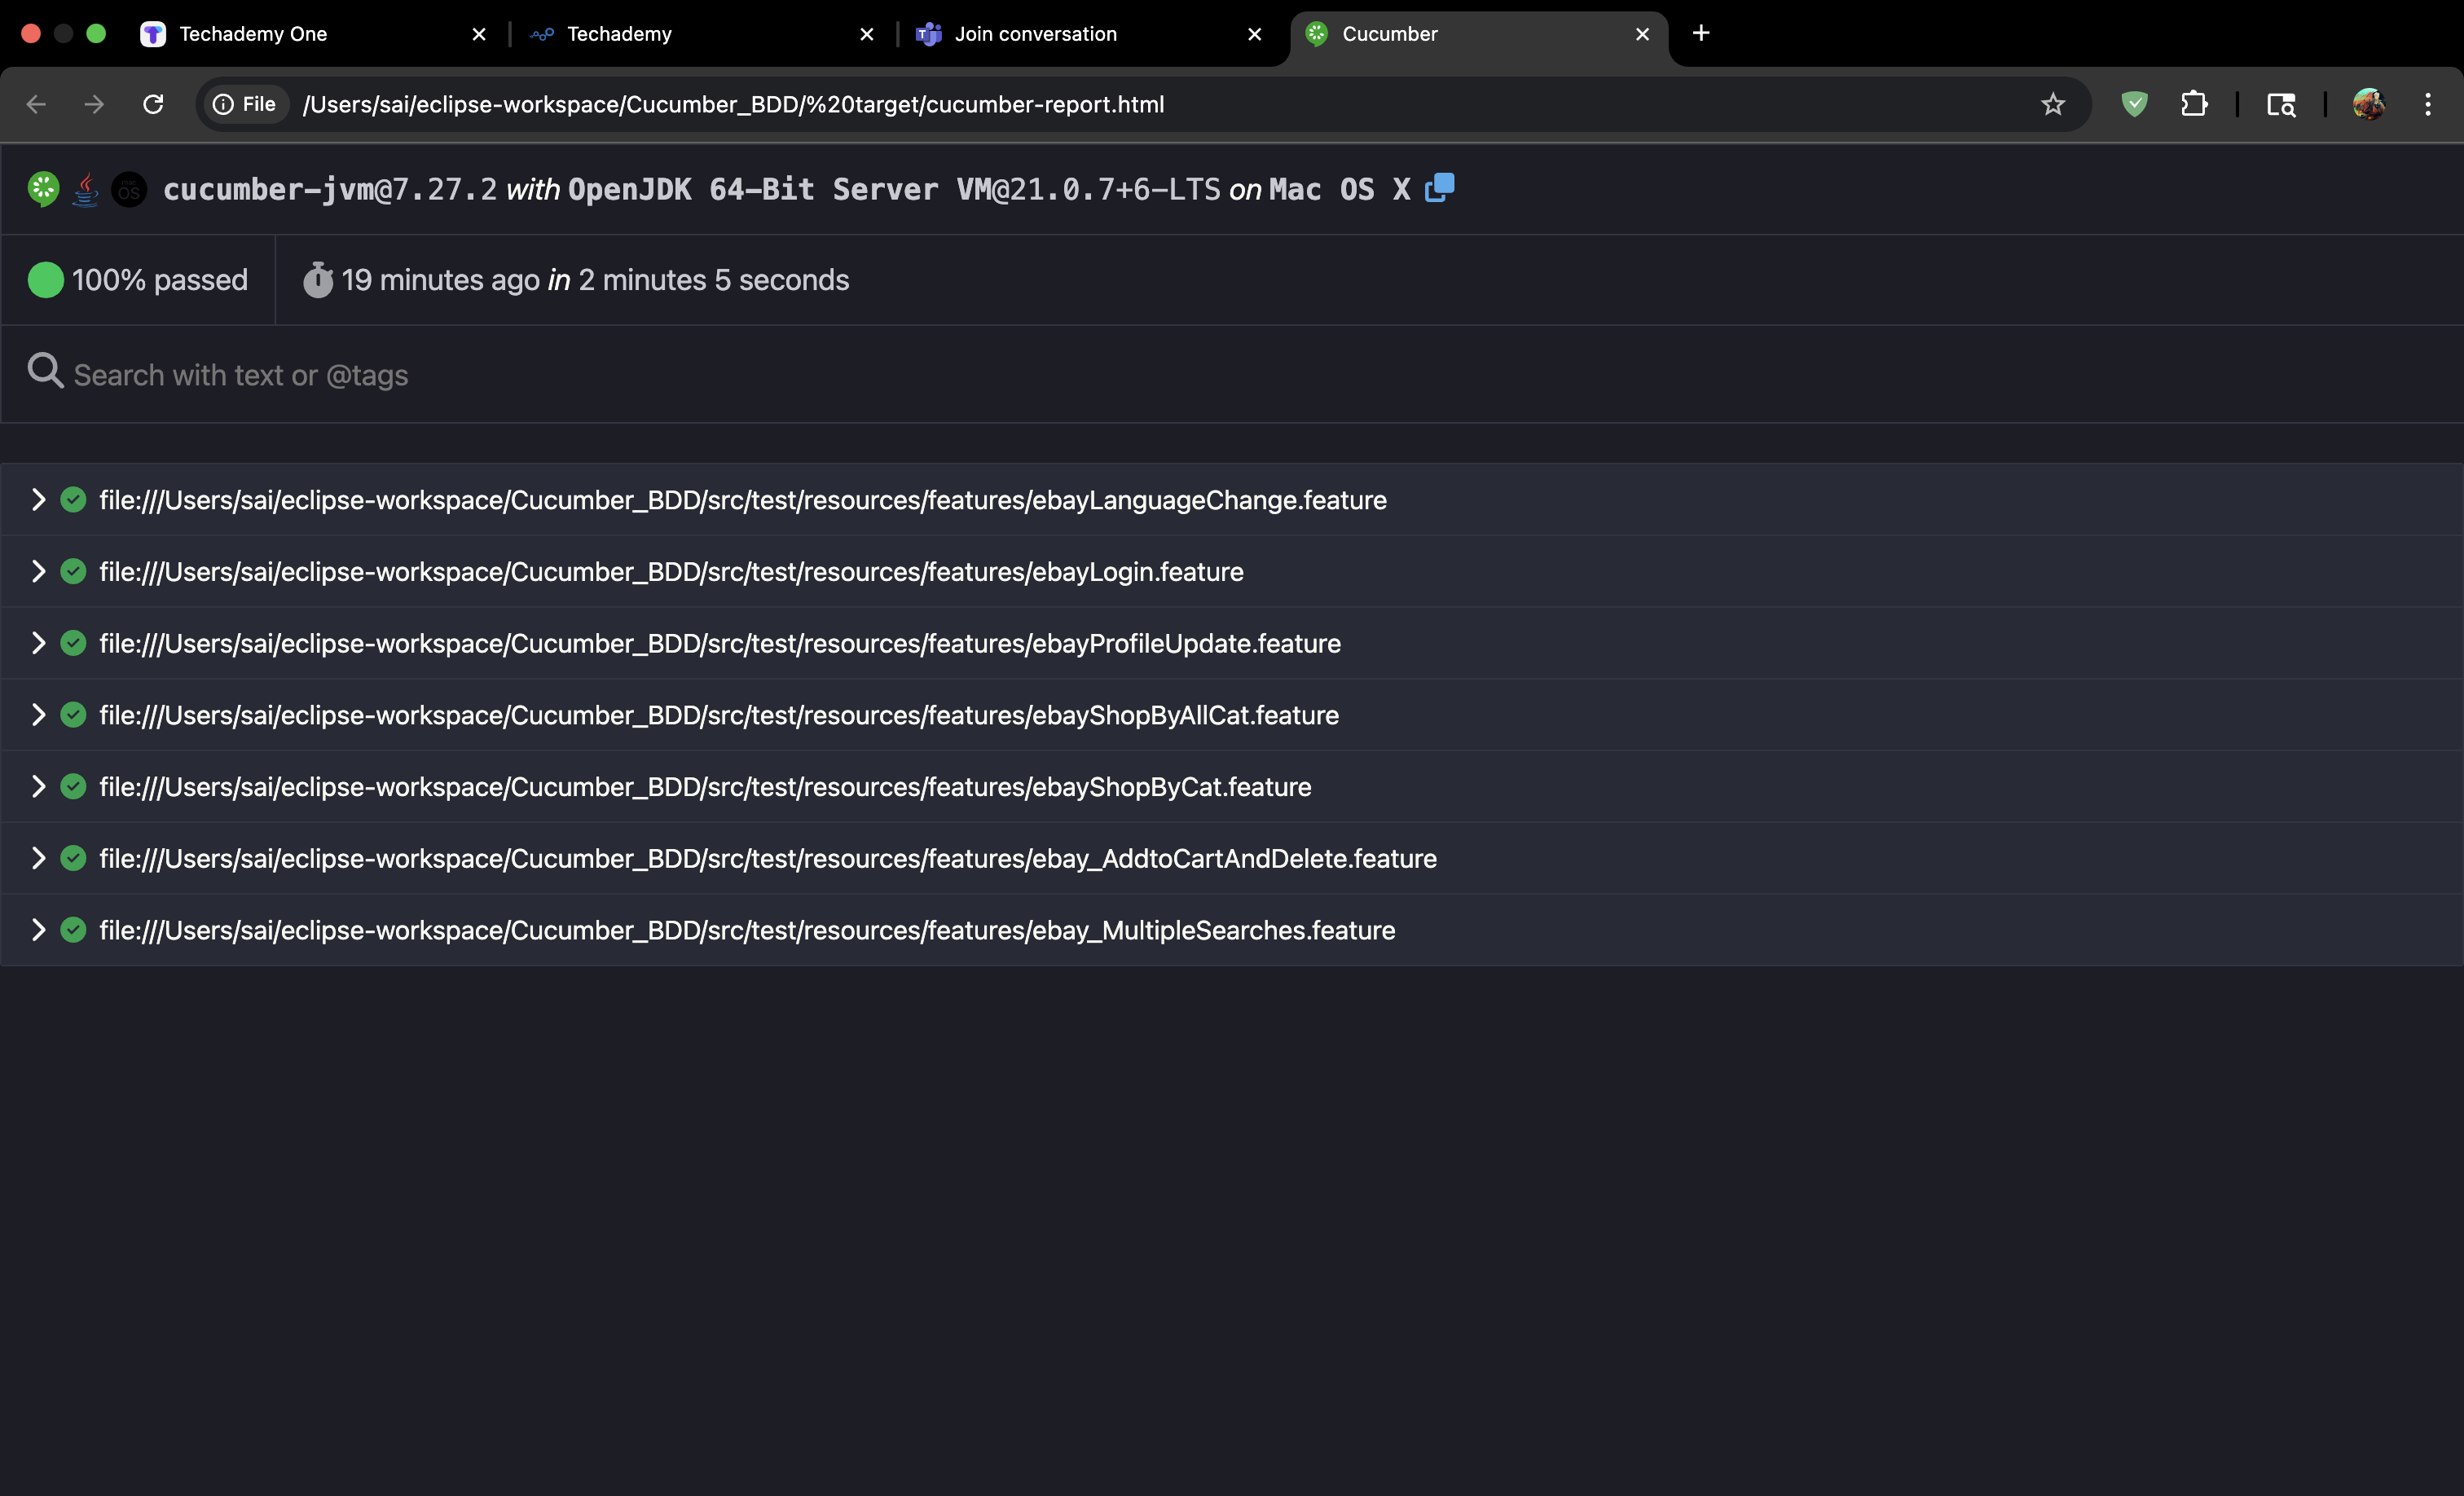 Techademy One
Techademy
Join conversation
Cucumber
File
/Users/sai/eclipse-workspace/Cucumber_BDD/%20target/cucumber-report.html
cucumber-jvm@7.27.2 with OpenJDK 64-Bit Server VM@21.0.7+6-LTS on Mac OS X
100% passed
19 minutes ago in 2 minutes 5 seconds
Search with text or @tags
file:///Users/sai/eclipse-workspace/Cucumber_BDD/src/test/resources/features/ebayLanguageChange.feature
file:///Users/sai/eclipse-workspace/Cucumber_BDD/src/test/resources/features/ebayLogin.feature
file:///Users/sai/eclipse-workspace/Cucumber_BDD/src/test/resources/features/ebayProfileUpdate.feature
file:///Users/sai/eclipse-workspace/Cucumber_BDD/src/test/resources/features/ebayShopByAllCat.feature
file:///Users/sai/eclipse-workspace/Cucumber_BDD/src/test/resources/features/ebayShopByCat.feature
file:///Users/sai/eclipse-workspace/Cucumber_BDD/src/test/resources/features/ebay_AddtoCartAndDelete.feature
file:///Users/sai/eclipse-workspace/Cucumber_BDD/src/test/resources/features/ebay_MultipleSearches.feature